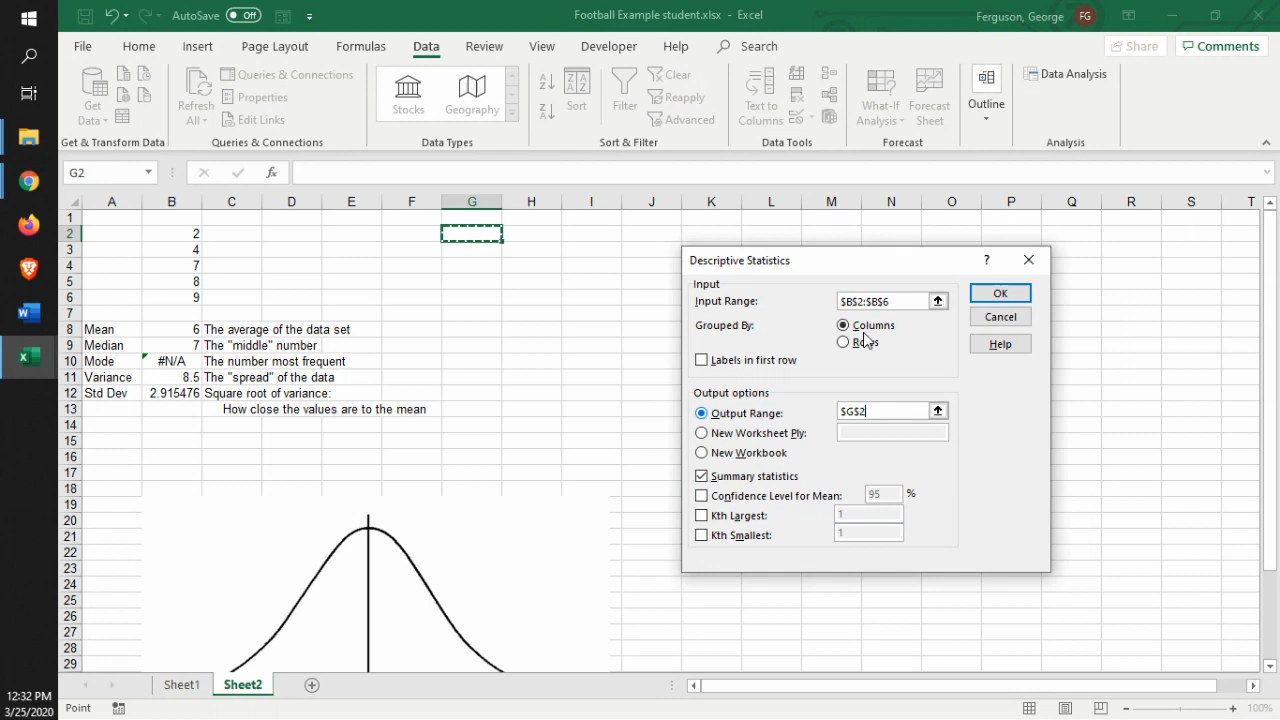 AutoSave Off
Football Example student.xlsx - Excel
Ferguson, George FG
File Home Insert Page Layout Formulas Data Review View Developer Help Search
Share Comments
Get Data
Refresh All
Queries & Connections
Properties
Edit Links
Stocks
Geography
Sort
Filter
Clear
Reapply
Advanced
Text to Columns
What-If Analysis
Forecast Sheet
Outline
Data Analysis
Get & Transform Data Queries & Connections Data Types Sort & Filter Data Tools Forecast Analysis
G2 fx
A B C D E F G H I J K L M N O P Q R S T
1
2 2
3 4
4 7
5 8
6 9
7
8 Mean 6 The average of the data set
9 Median 7 The "middle" number
10 Mode #N/A The number most frequent
11 Variance 8.5 The "spread" of the data
12 Std Dev 2.915476 Square root of variance:
13 How close the values are to the mean
14
15
16
17
18
19
20
21
22
23
24
25
26
27
28
29
Descriptive Statistics ?
Input
Input Range: $B$2:$B$6
Grouped By: Columns
Rows
Labels in first row
OK
Cancel
Help
Output options
Output Range: $G$2
New Worksheet Ply:
New Workbook
Summary statistics
Confidence Level for Mean: 95 %
Kth Largest: 1
Kth Smallest: 1
Sheet1 Sheet2
Point
100%
12:32 PM
3/25/2020